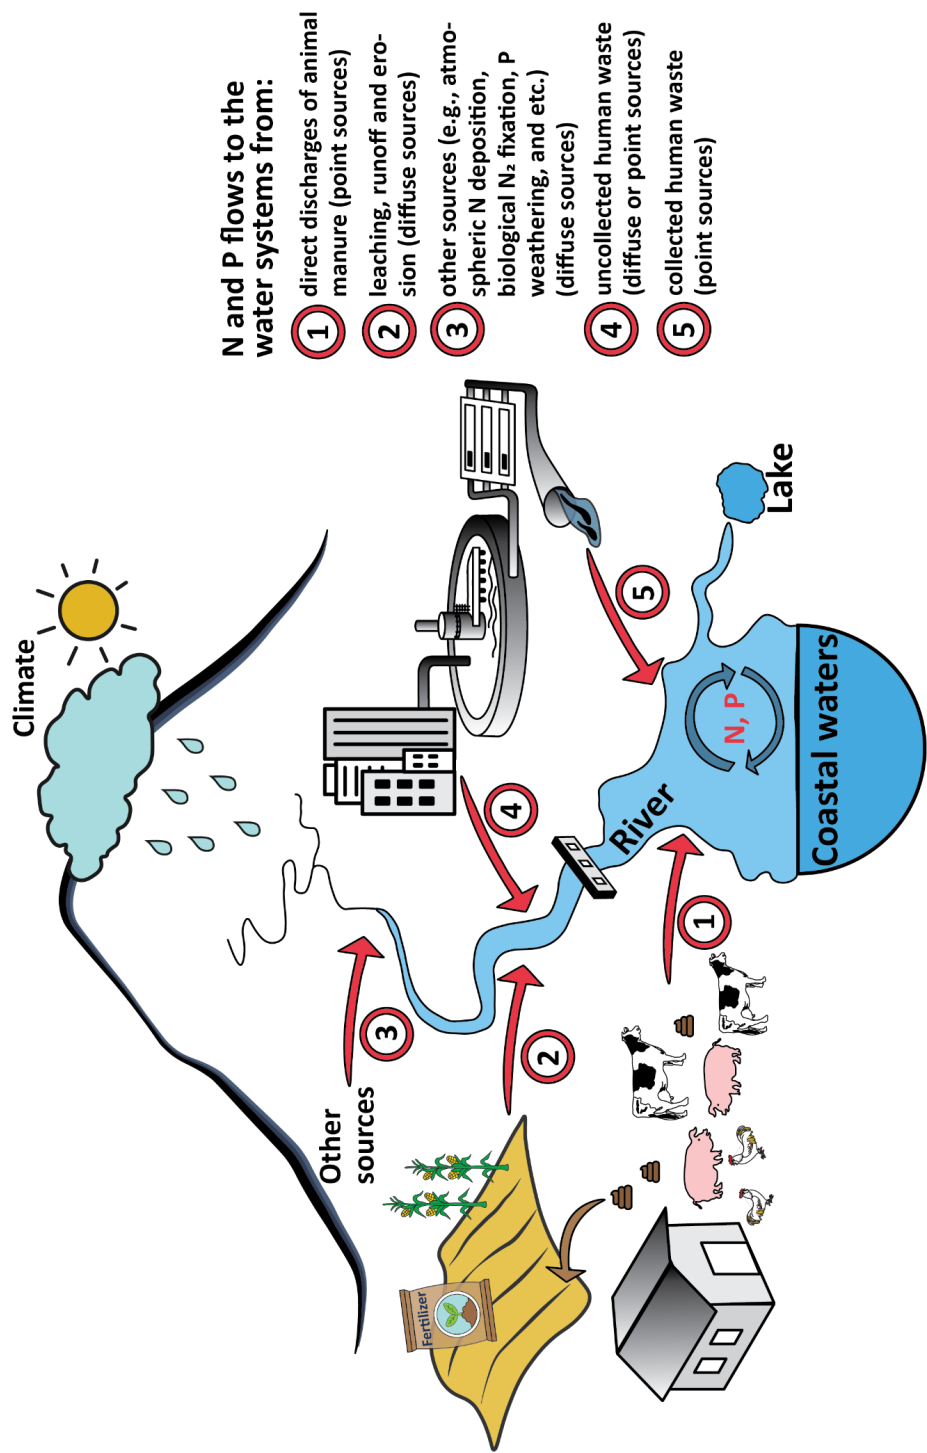 Climate
Other
sources
Fertilizer
3
2
1
4
5
River
N, P
Lake
Coastal waters
N and P flows to the
water systems from:
1
direct discharges of animal
manure (point sources)
2
leaching, runoff and ero-
sion (diffuse sources)
3
other sources (e.g., atmo-
spheric N deposition,
biological N₂ fixation, P
weathering, and etc.)
(diffuse sources)
4
uncollected human waste
(diffuse or point sources)
5
collected human waste
(point sources)